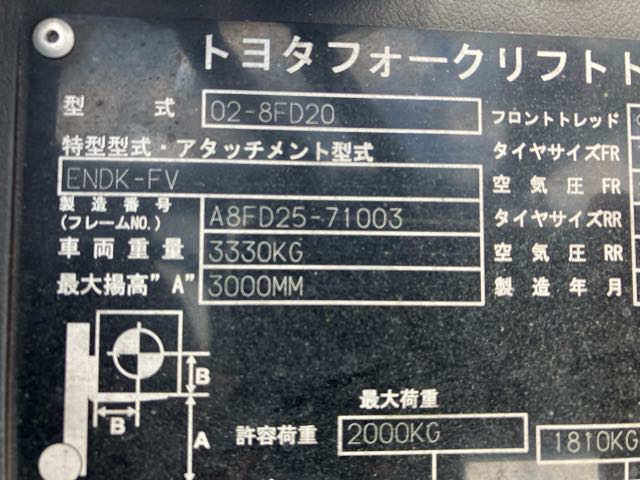 トヨタフォークリフト
型 式 02-8FD20 フロントトレッド
特型型式・アタッチメント型式 タイヤサイズFR
ENDK-FV 空気圧 FR
製造番号
(フレームNO.) A8FD25-71003 タイヤサイズRR
車両重量 3330KG 空気圧 RR
最大揚高"A" 3000MM 製造年月
B
B
A
最大荷重
許容荷重 2000KG 1810KG